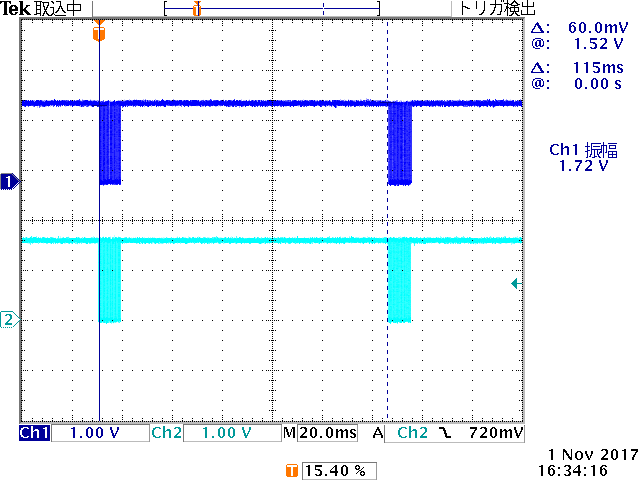 Tek 取込中 トリガ検出
T
Δ: 60.0mV
@: 1.52 V
Δ: 115ms
@: 0.00 s
Ch1 振幅
1.72 V
1
2
Ch1 1.00 V Ch2 1.00 V M 20.0ms A Ch2 720mV
T 15.40 %
1 Nov 2017
16:34:16